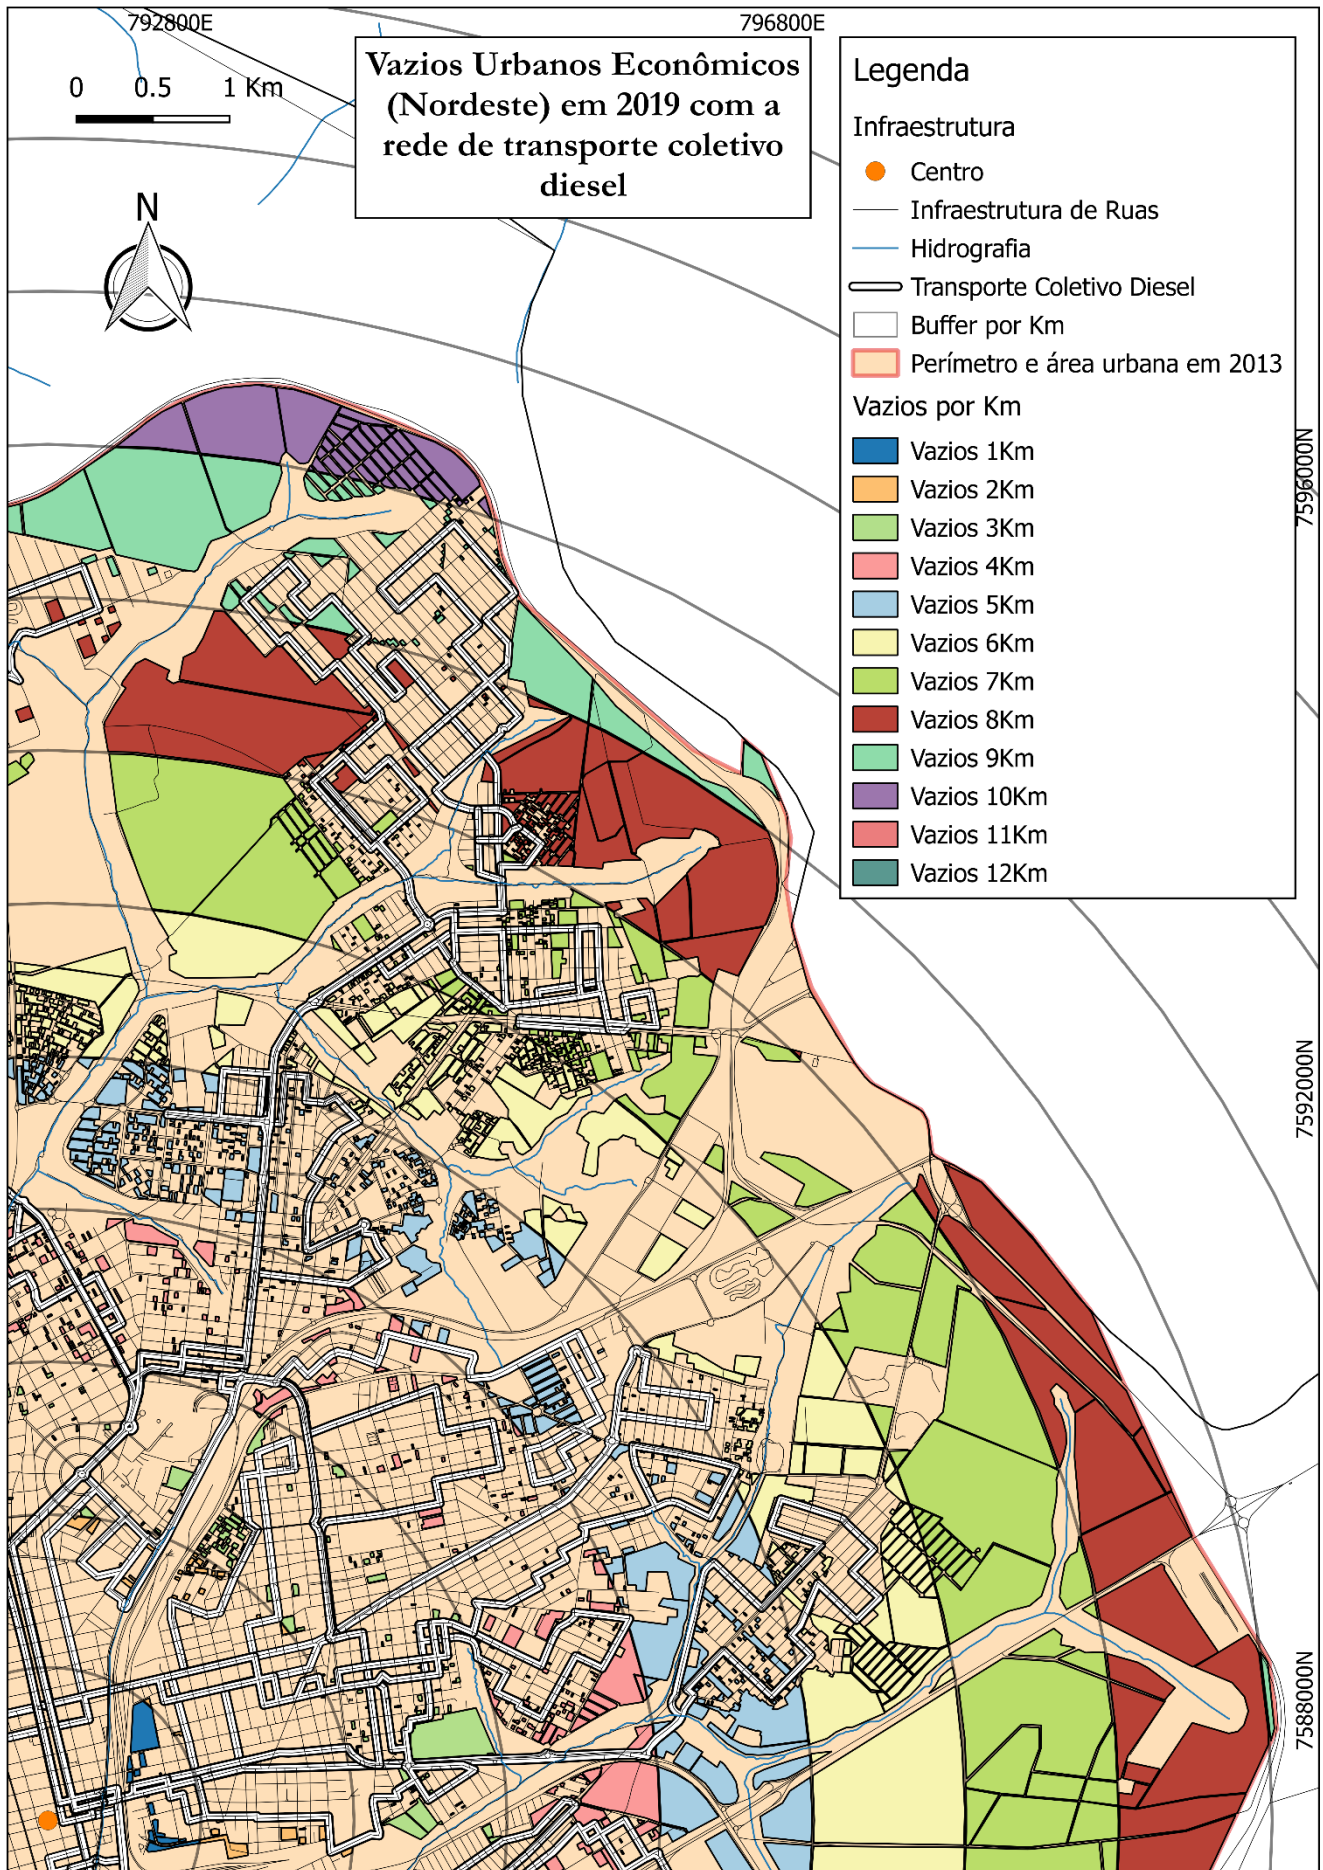 792800E
796800E
0 0.5 1 Km
Vazios Urbanos Econômicos
(Nordeste) em 2019 com a
rede de transporte coletivo
diesel
N
Legenda
Infraestrutura
Centro
Infraestrutura de Ruas
Hidrografia
Transporte Coletivo Diesel
Buffer por Km
Perímetro e área urbana em 2013
Vazios por Km
Vazios 1Km
Vazios 2Km
Vazios 3Km
Vazios 4Km
Vazios 5Km
Vazios 6Km
Vazios 7Km
Vazios 8Km
Vazios 9Km
Vazios 10Km
Vazios 11Km
Vazios 12Km
7596000N
7592000N
7588000N